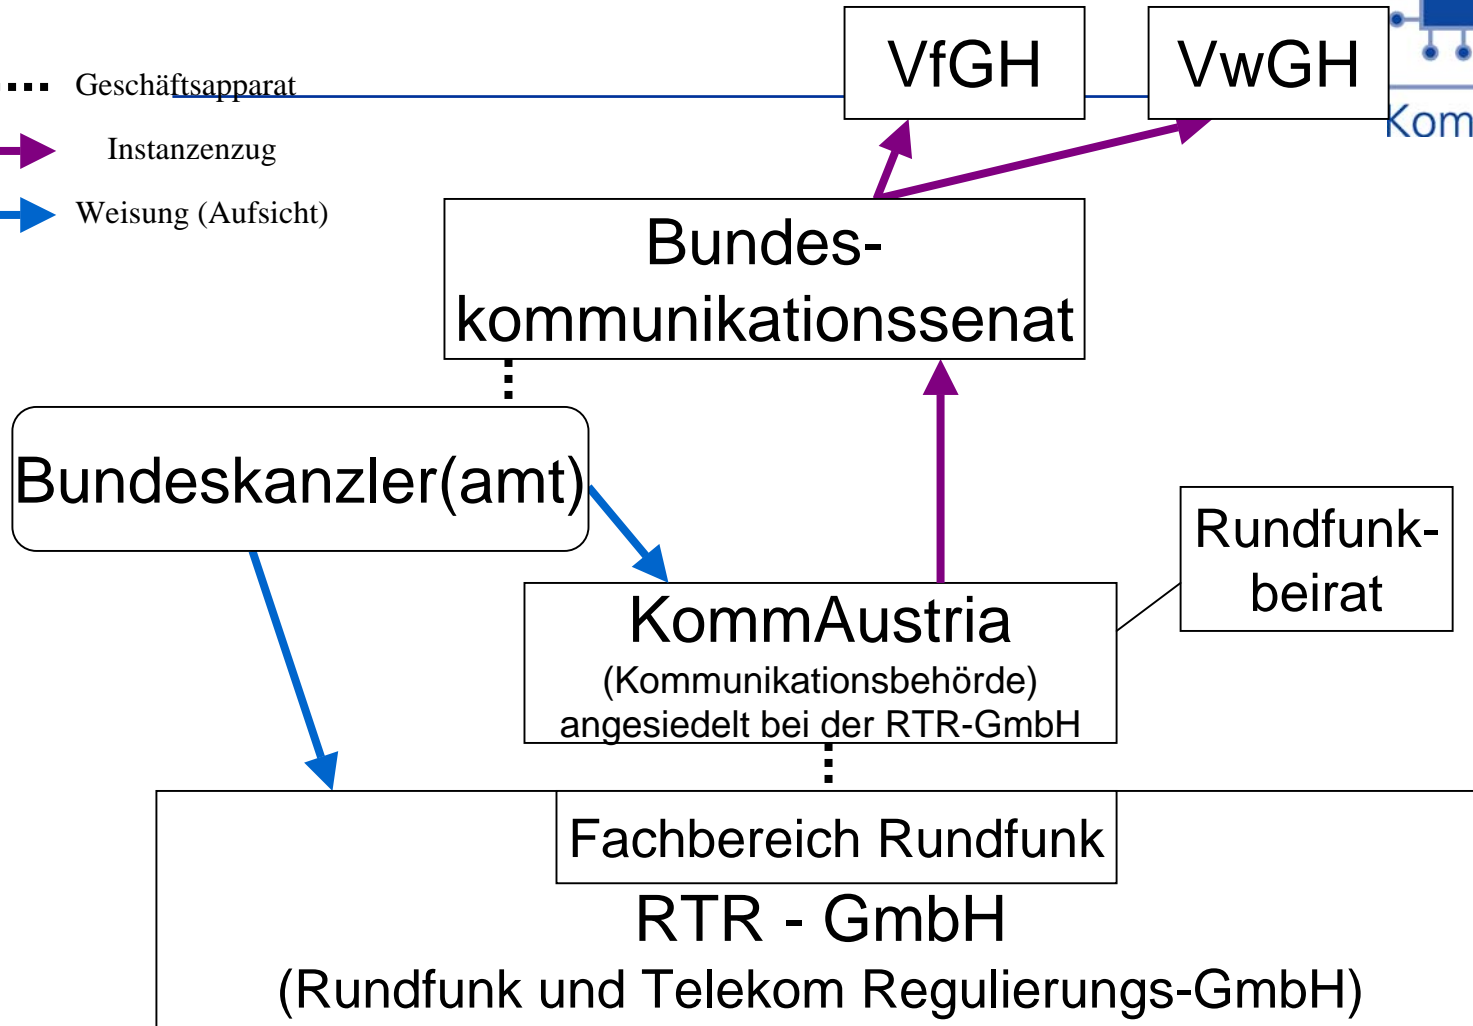 VfGH
VwGH
Geschäftsapparat
Kom
Instanzenzug
Weisung (Aufsicht)
Bundes-
kommunikationssenat
Bundeskanzler(amt)
Rundfunk-
beirat
KommAustria
(Kommunikationsbehörde)
angesiedelt bei der RTR-GmbH
Fachbereich Rundfunk
RTR - GmbH
(Rundfunk und Telekom Regulierungs-GmbH)